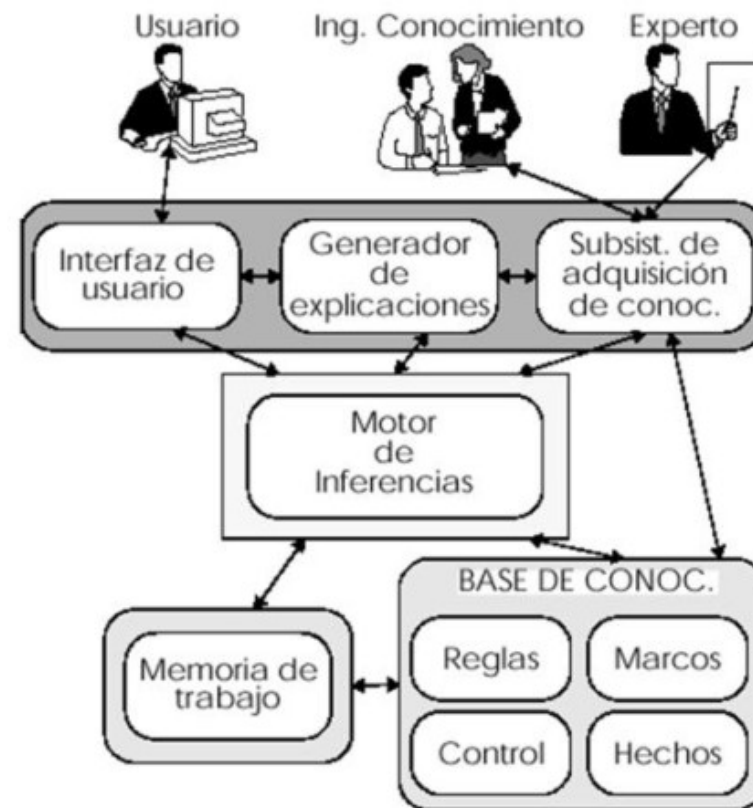 Usuario
Ing. Conocimiento
Experto
Interfaz de
usuario
Generador
de
explicaciones
Subsist. de
adquisición
de conoc.
Motor
de
Inferencias
BASE DE CONOC.
Memoria de
trabajo
Reglas
Marcos
Control
Hechos